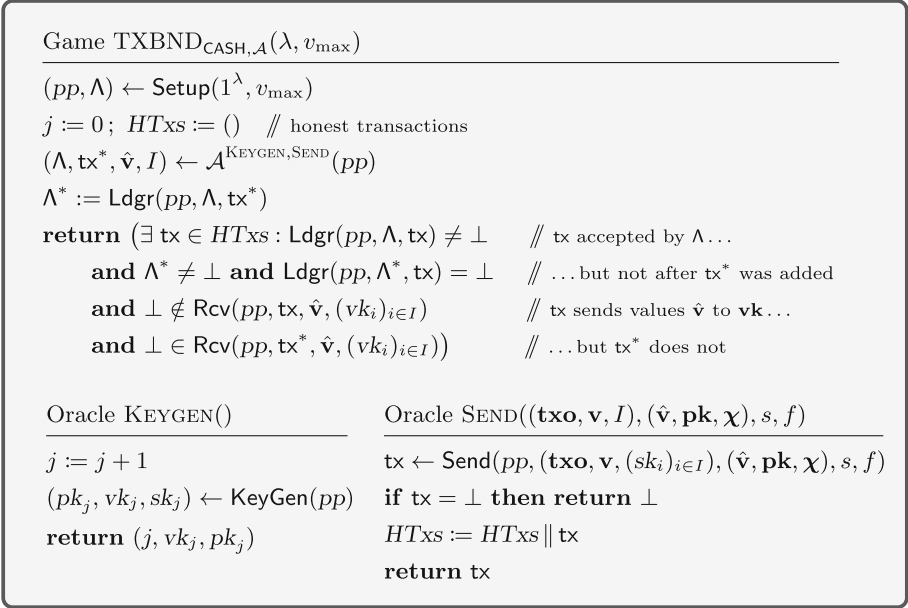 Game TXBND_{CASH,𝒜}(λ, v_max)
(pp, Λ) ← Setup(1^λ, v_max)
j := 0 ; HTxs := () // honest transactions
(Λ, tx*, v̂, I) ← 𝒜^{KEYGEN,SEND}(pp)
Λ* := Ldgr(pp, Λ, tx*)
return (∃ tx ∈ HTxs : Ldgr(pp, Λ, tx) ≠ ⊥ // tx accepted by Λ...
and Λ* ≠ ⊥ and Ldgr(pp, Λ*, tx) = ⊥ // ...but not after tx* was added
and ⊥ ∉ Rcv(pp, tx, v̂, (vk_i)_{i∈I}) // tx sends values v̂ to vk...
and ⊥ ∈ Rcv(pp, tx*, v̂, (vk_i)_{i∈I})) // ...but tx* does not
Oracle KEYGEN()
j := j + 1
(pk_j, vk_j, sk_j) ← KeyGen(pp)
return (j, vk_j, pk_j)
Oracle SEND((txo, v, I), (v̂, pk, χ), s, f)
tx ← Send(pp, (txo, v, (sk_i)_{i∈I}), (v̂, pk, χ), s, f)
if tx = ⊥ then return ⊥
HTxs := HTxs ∥ tx
return tx